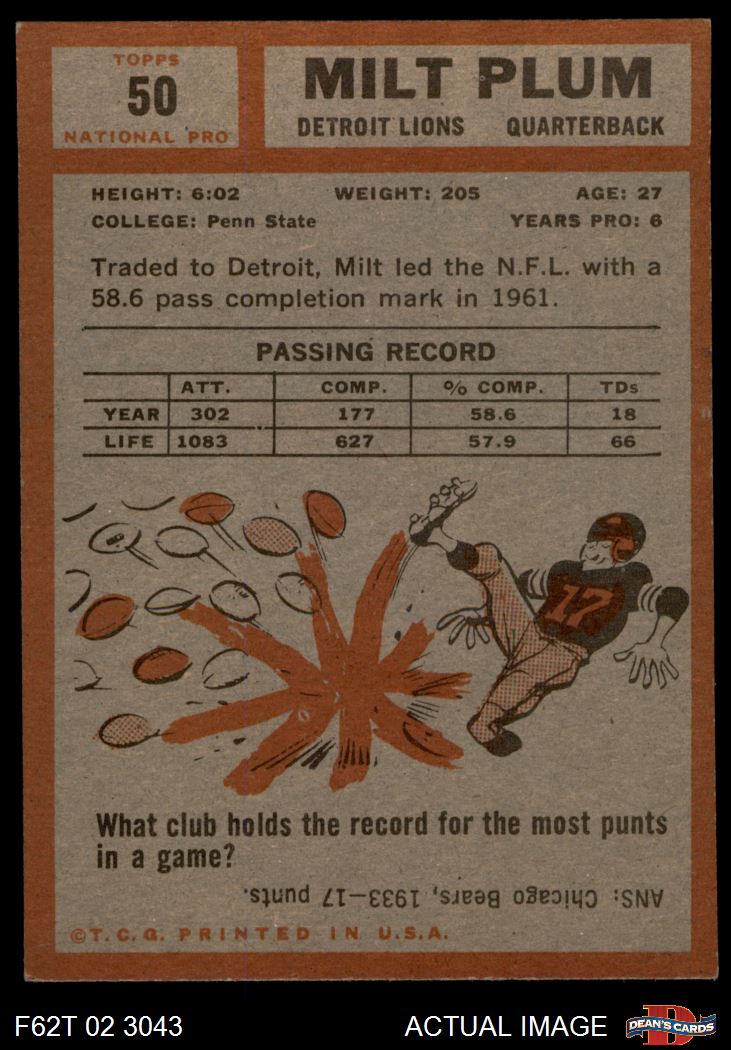 TOPPS
50
NATIONAL PRO
MILT PLUM
DETROIT LIONS QUARTERBACK
HEIGHT: 6:02 WEIGHT: 205 AGE: 27
COLLEGE: Penn State YEARS PRO: 6
Traded to Detroit, Milt led the N.F.L. with a
58.6 pass completion mark in 1961.
PASSING RECORD
ATT. COMP. % COMP. TDs
YEAR 302 177 58.6 18
LIFE 1083 627 57.9 66
17
What club holds the record for the most punts
in a game?
ANS: Chicago Bears, 1933—17 punts.
©T.C.G. PRINTED IN U.S.A.
F62T 02 3043 ACTUAL IMAGE
D
DEAN'S CARDS